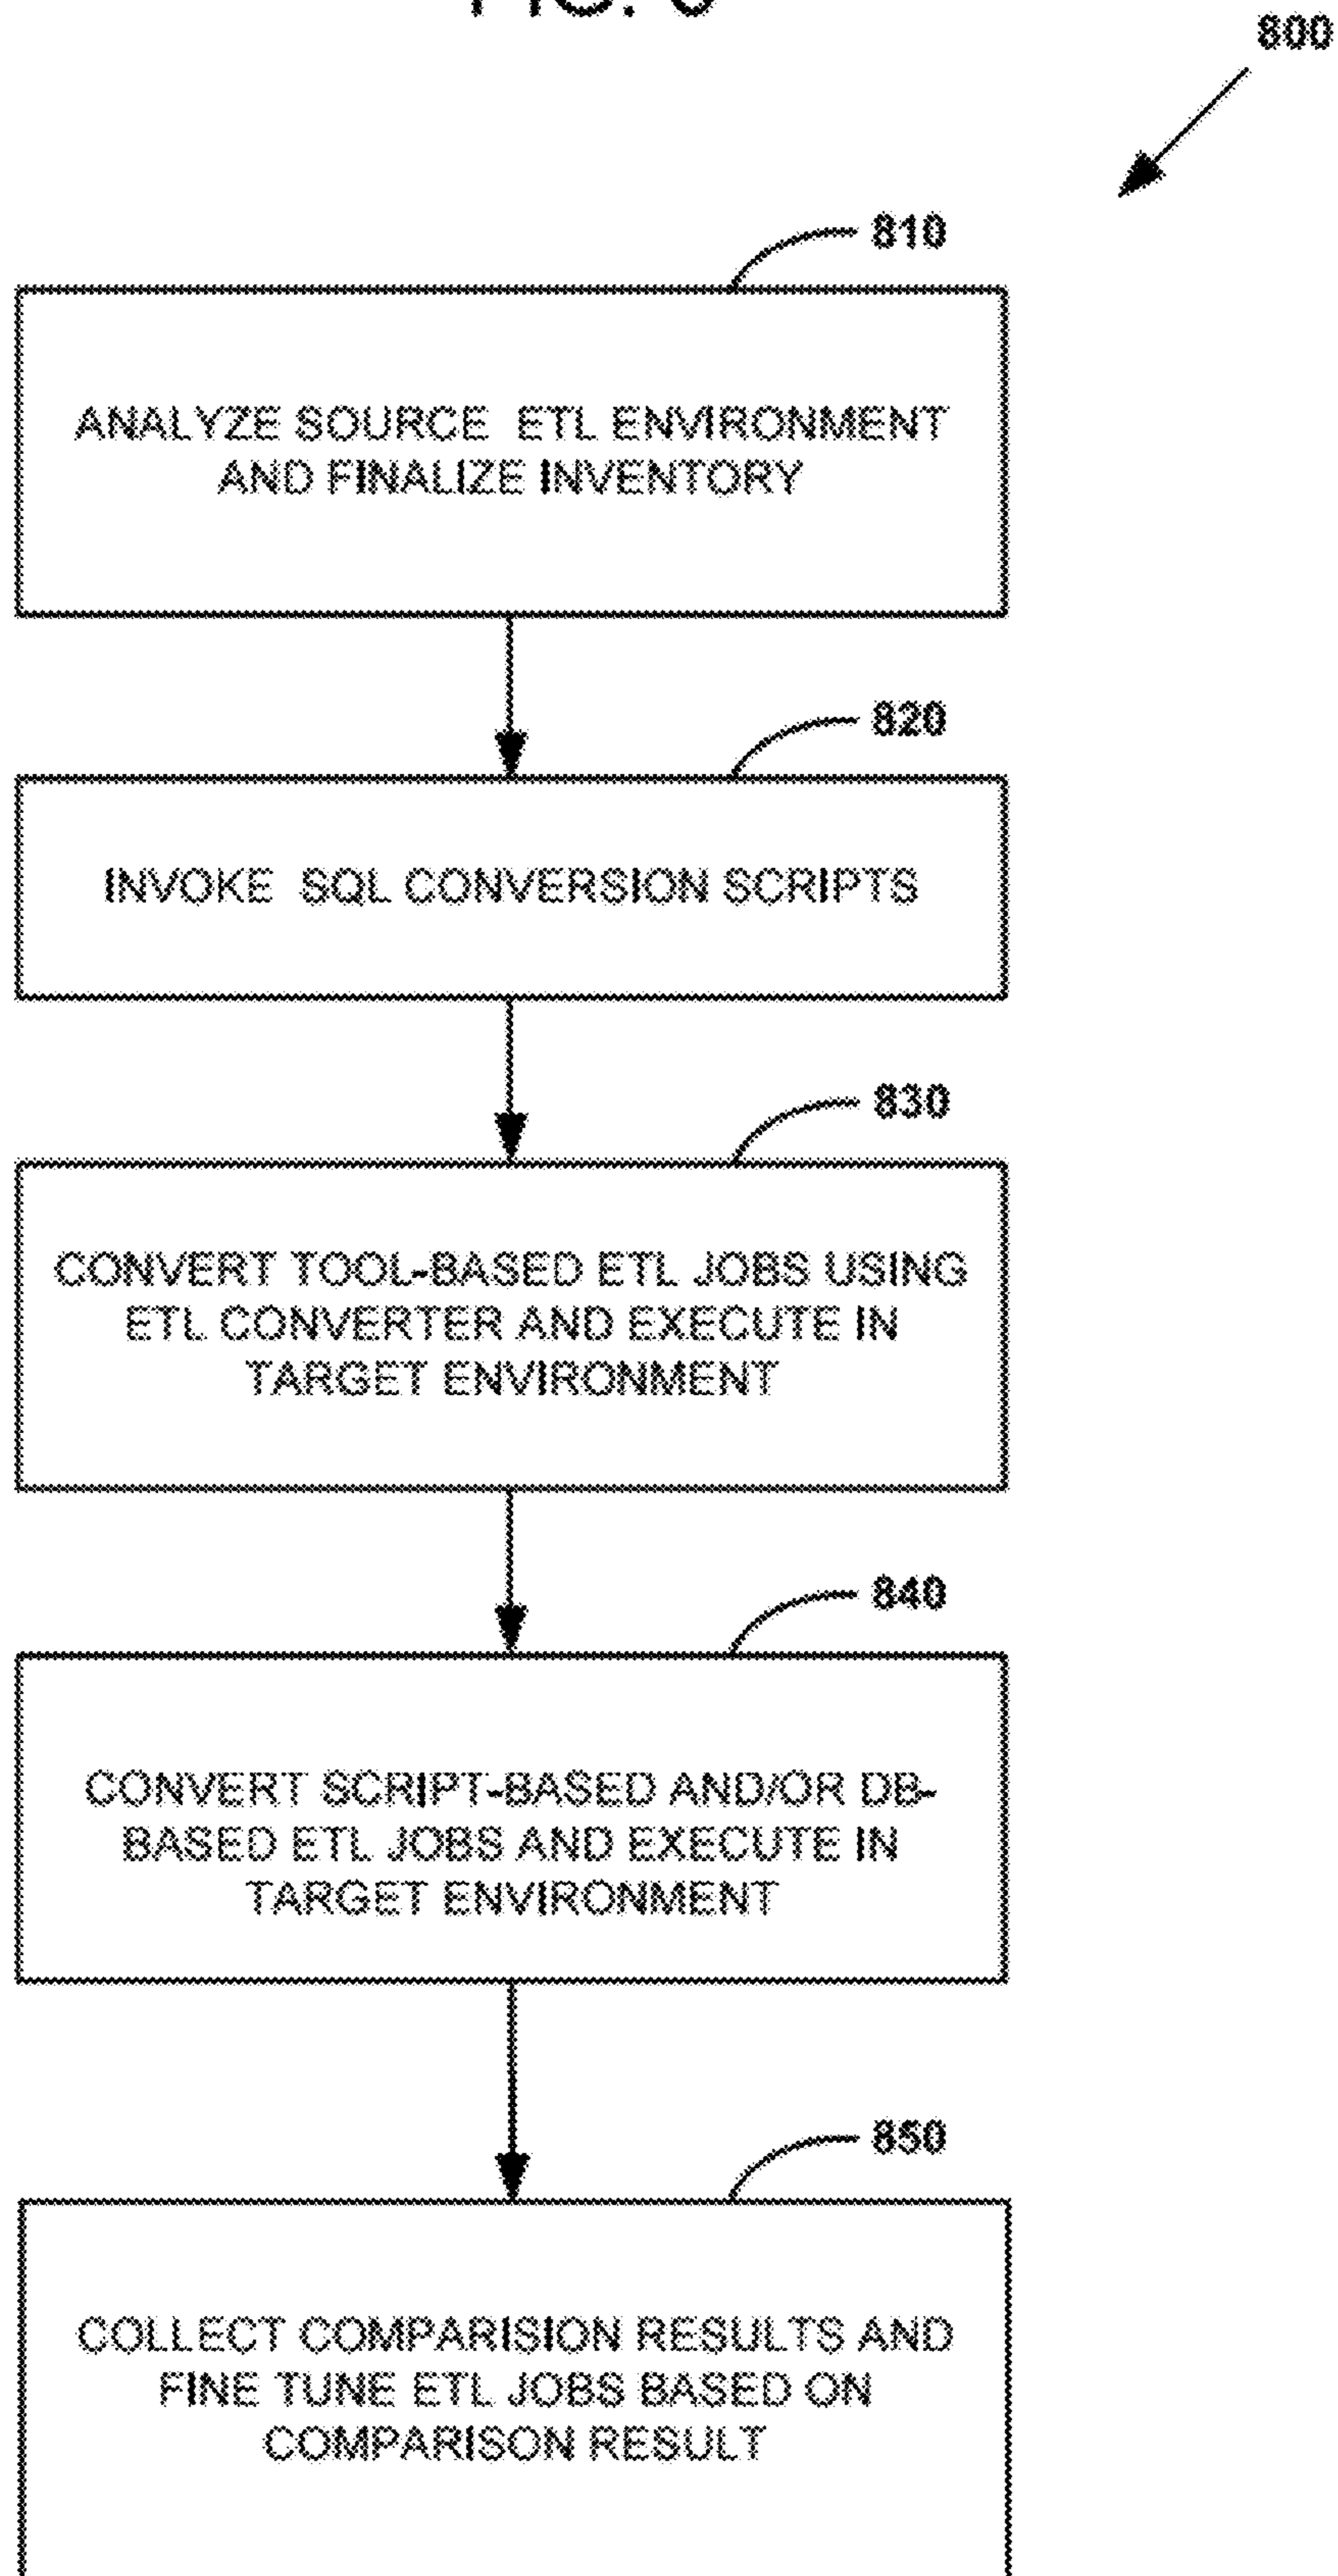 800
810
ANALYZE SOURCE ETL ENVIRONMENT
AND FINALIZE INVENTORY
820
INVOKE SQL CONVERSION SCRIPTS
830
CONVERT TOOL-BASED ETL JOBS USING
ETL CONVERTER AND EXECUTE IN
TARGET ENVIRONMENT
840
CONVERT SCRIPT-BASED AND/OR DB-
BASED ETL JOBS AND EXECUTE IN
TARGET ENVIRONMENT
850
COLLECT COMPARISION RESULTS AND
FINE TUNE ETL JOBS BASED ON
COMPARISON RESULT